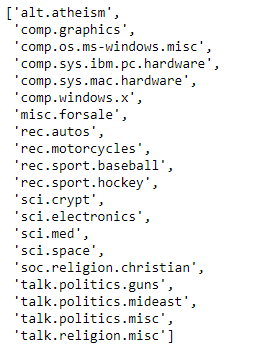 ['alt.atheism',
 'comp.graphics',
 'comp.os.ms-windows.misc',
 'comp.sys.ibm.pc.hardware',
 'comp.sys.mac.hardware',
 'comp.windows.x',
 'misc.forsale',
 'rec.autos',
 'rec.motorcycles',
 'rec.sport.baseball',
 'rec.sport.hockey',
 'sci.crypt',
 'sci.electronics',
 'sci.med',
 'sci.space',
 'soc.religion.christian',
 'talk.politics.guns',
 'talk.politics.mideast',
 'talk.politics.misc',
 'talk.religion.misc']